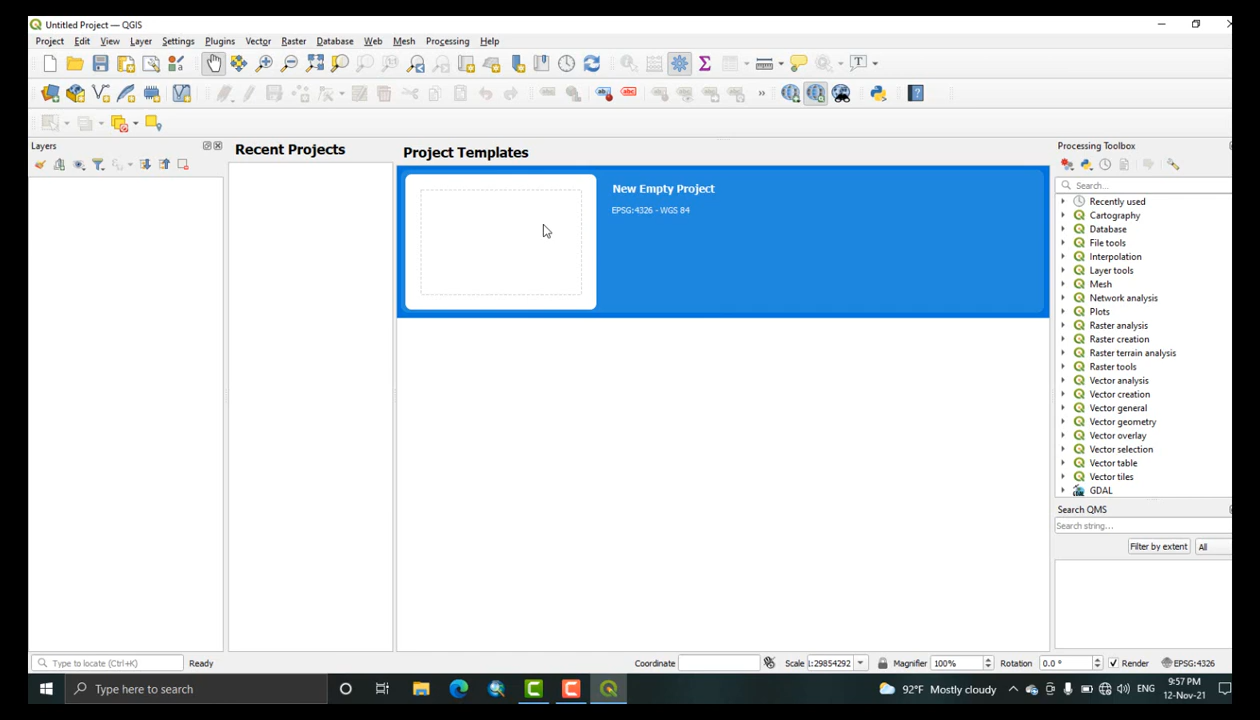 Untitled Project — QGIS
Project Edit View Layer Settings Plugins Vector Raster Database Web Mesh Processing Help
Layers
Recent Projects
Project Templates
New Empty Project
EPSG:4326 - WGS 84
Processing Toolbox
Search...
Recently used
Cartography
Database
File tools
Interpolation
Layer tools
Mesh
Network analysis
Plots
Raster analysis
Raster creation
Raster terrain analysis
Raster tools
Vector analysis
Vector creation
Vector general
Vector geometry
Vector overlay
Vector selection
Vector table
Vector tiles
GDAL
Search QMS
Search string...
Filter by extent All
Type to locate (Ctrl+K) Ready Coordinate Scale 1:29854292 Magnifier 100% Rotation 0.0 ° Render EPSG:4326
Type here to search 92°F Mostly cloudy ENG 9:57 PM
12-Nov-21